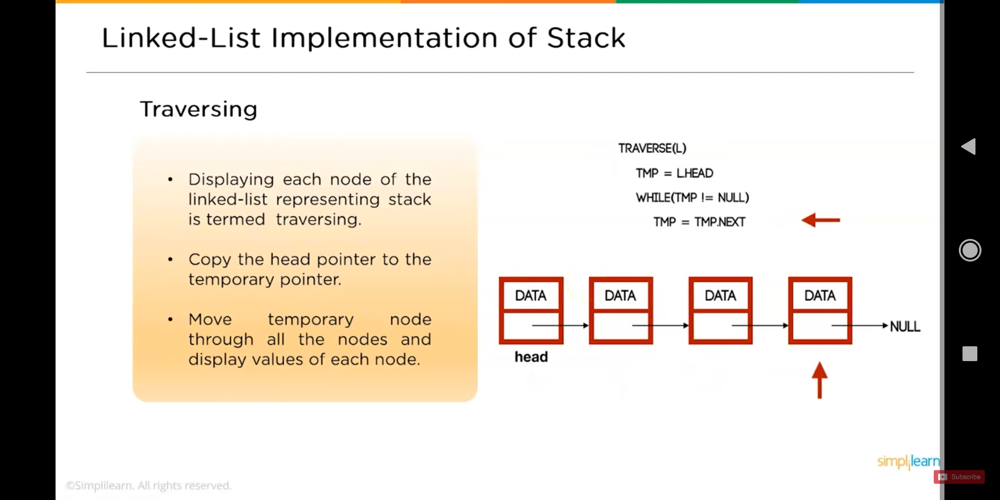 Linked-List Implementation of Stack
Traversing
• Displaying each node of the
linked-list representing stack
is termed traversing.
• Copy the head pointer to the
temporary pointer.
• Move temporary node
through all the nodes and
display values of each node.
TRAVERSE(L)
TMP = L.HEAD
WHILE(TMP != NULL)
TMP = TMP.NEXT
DATA DATA DATA DATA
NULL
head
simplilearn
Subscribe
©Simplilearn. All rights reserved.